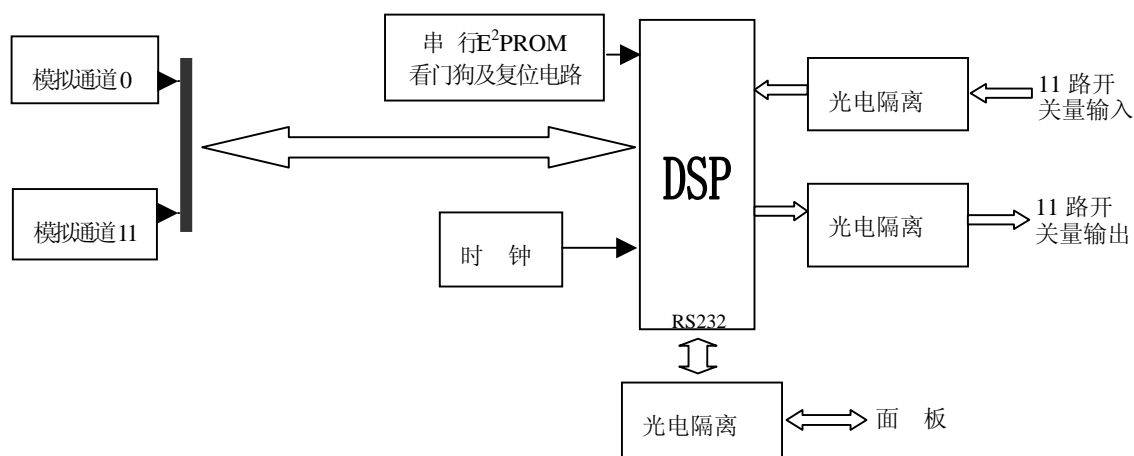 串 行E²PROM
看门狗及复位电路
模拟通道0
模拟通道11
时 钟
DSP
RS232
光电隔离
11 路开
关量输入
光电隔离
11 路开
关量输出
光电隔离
面 板